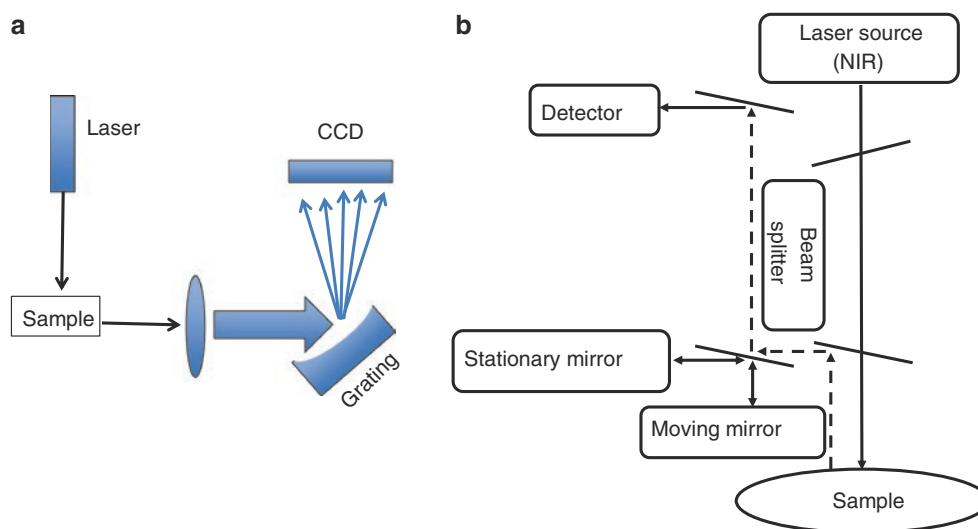 a
Laser
CCD
Sample
Grating
b
Laser source
(NIR)
Detector
Beam
splitter
Stationary mirror
Moving mirror
Sample